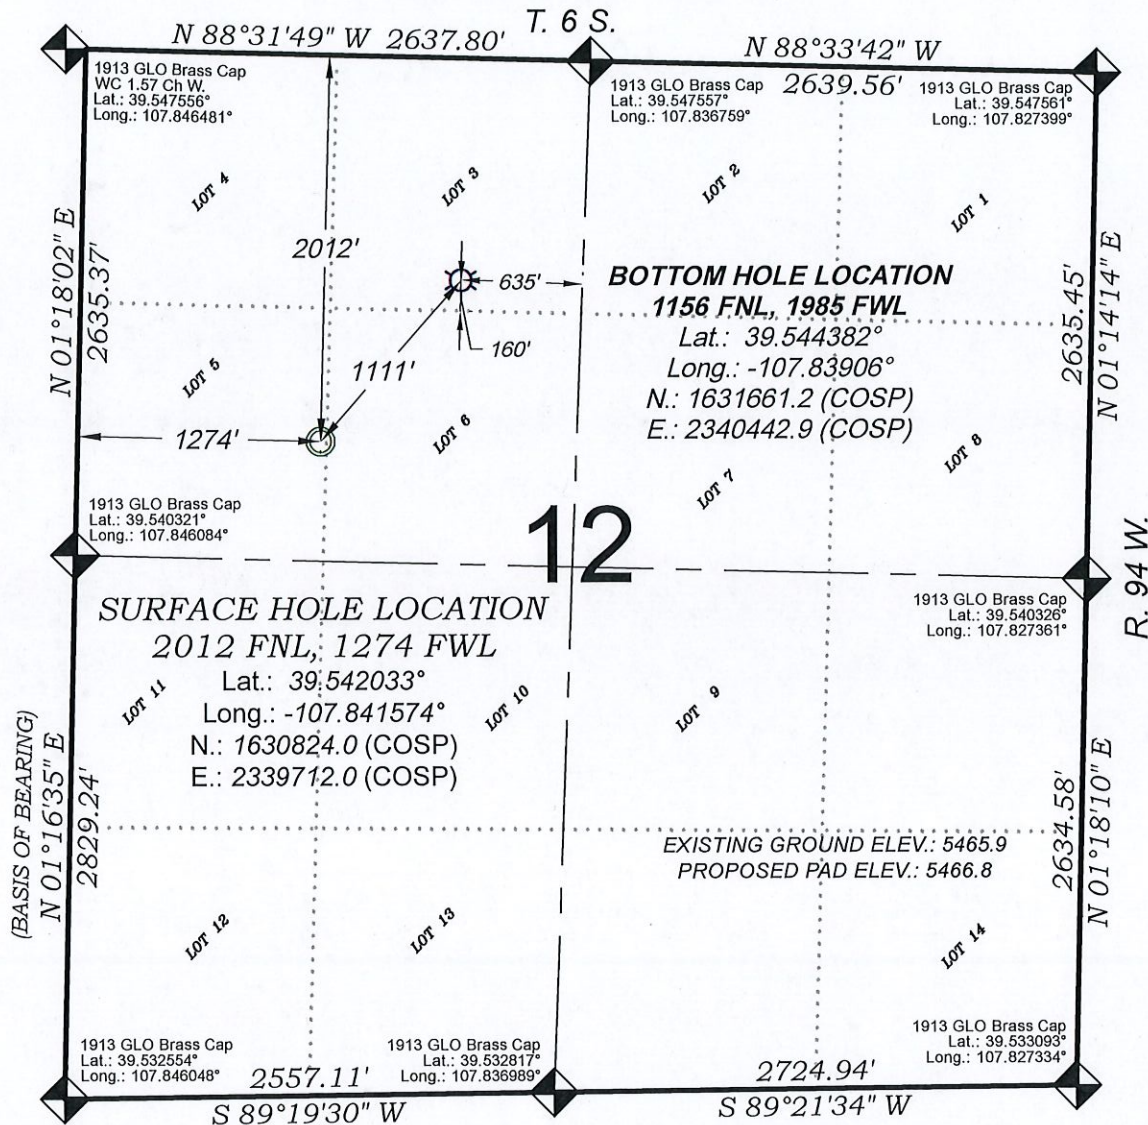 T. 6 S.
N 88°31'49" W 2637.80'
N 88°33'42" W
2639.56'
1913 GLO Brass Cap
WC 1.57 Ch W.
Lat.: 39.547556°
Long.: 107.846481°
1913 GLO Brass Cap
Lat.: 39.547557°
Long.: 107.836759°
1913 GLO Brass Cap
Lat.: 39.547561°
Long.: 107.827399°
LOT 4
LOT 3
LOT 2
LOT 1
N 01°18'02" E
2635.37'
2012'
635'
160'
1111'
1274'
BOTTOM HOLE LOCATION
1156 FNL, 1985 FWL
Lat.: 39.544382°
Long.: -107.83906°
N.: 1631661.2 (COSP)
E.: 2340442.9 (COSP)
2635.45'
N 01°14'14" E
LOT 5
LOT 6
LOT 7
LOT 8
1913 GLO Brass Cap
Lat.: 39.540321°
Long.: 107.846084°
12
R. 94 W.
1913 GLO Brass Cap
Lat.: 39.540326°
Long.: 107.827361°
SURFACE HOLE LOCATION
2012 FNL, 1274 FWL
Lat.: 39.542033°
Long.: -107.841574°
N.: 1630824.0 (COSP)
E.: 2339712.0 (COSP)
LOT 11
LOT 10
LOT 9
(BASIS OF BEARING)
N 01°16'35" E
2829.24'
EXISTING GROUND ELEV.: 5465.9
PROPOSED PAD ELEV.: 5466.8
2634.58'
N 01°18'10" E
LOT 12
LOT 13
LOT 14
1913 GLO Brass Cap
Lat.: 39.532554°
Long.: 107.846048°
1913 GLO Brass Cap
Lat.: 39.532817°
Long.: 107.836989°
1913 GLO Brass Cap
Lat.: 39.533093°
Long.: 107.827334°
2557.11'
S 89°19'30" W
2724.94'
S 89°21'34" W